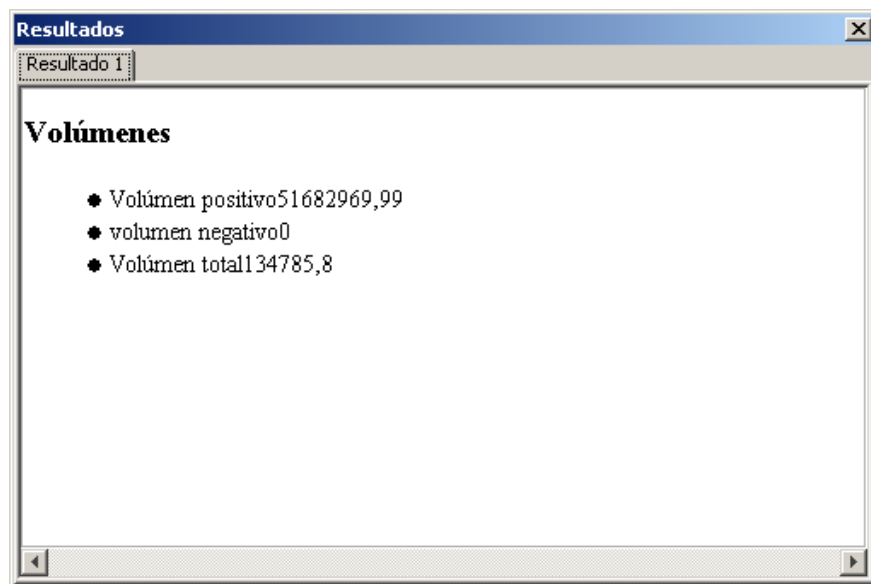 Resultados
Resultado 1
Volúmenes
Volúmen positivo51682969,99
volumen negativo0
Volúmen total134785,8